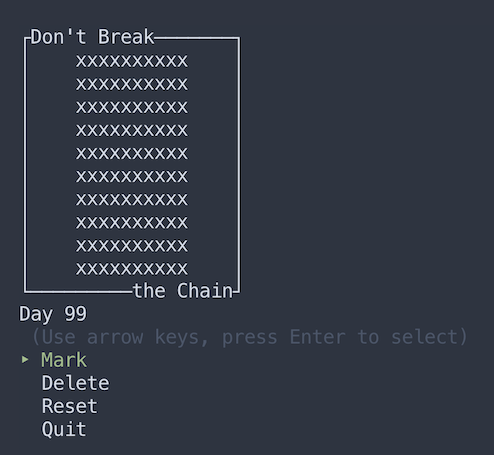 Don't Break
xxxxxxxxxx
xxxxxxxxxx
xxxxxxxxxx
xxxxxxxxxx
xxxxxxxxxx
xxxxxxxxxx
xxxxxxxxxx
xxxxxxxxxx
xxxxxxxxxx
xxxxxxxxxx
the Chain
Day 99
(Use arrow keys, press Enter to select)
‣ Mark
Delete
Reset
Quit